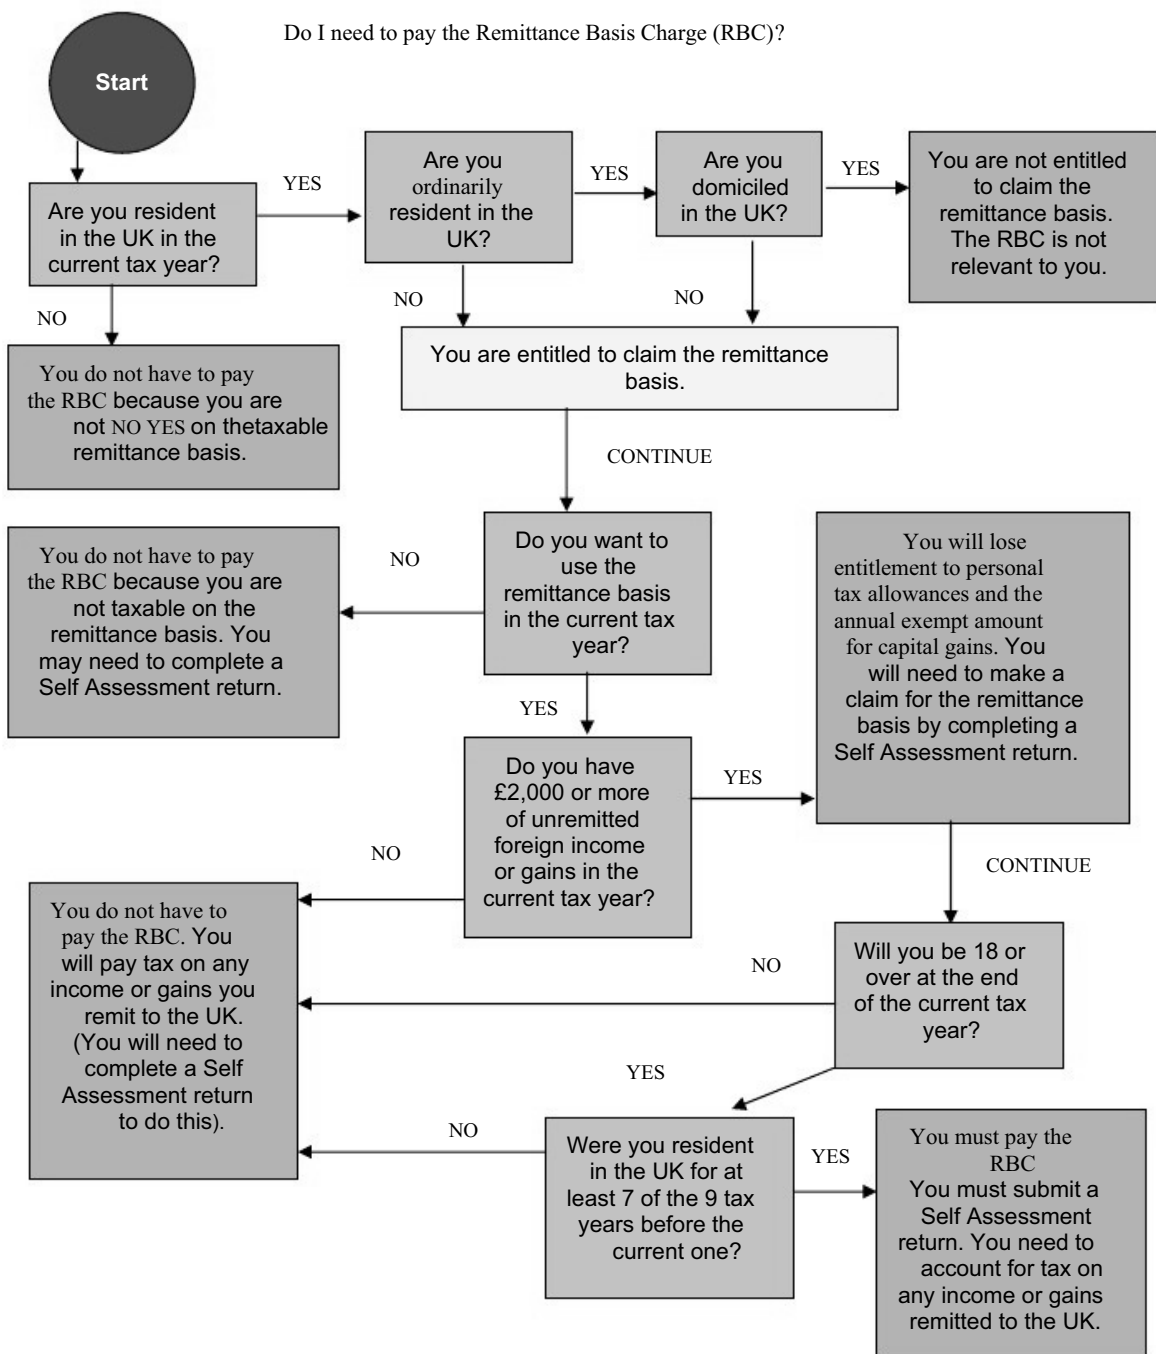 Do I need to pay the Remittance Basis Charge (RBC)?
Start
Are you resident
in the UK in the
current tax year?
YES
Are you
ordinarily
resident in the
UK?
YES
Are you
domiciled
in the UK?
YES
You are not entitled
to claim the
remittance basis.
The RBC is not
relevant to you.
NO
NO
NO
You do not have to pay
the RBC because you are
not NO YES on thetaxable
remittance basis.
You are entitled to claim the remittance
basis.
CONTINUE
Do you want to
use the
remittance basis
in the current tax
year?
NO
You do not have to pay
the RBC because you are
not taxable on the
remittance basis. You
may need to complete a
Self Assessment return.
YES
Do you have
£2,000 or more
of unremitted
foreign income
or gains in the
current tax year?
YES
You will lose
entitlement to personal
tax allowances and the
annual exempt amount
for capital gains. You
will need to make a
claim for the remittance
basis by completing a
Self Assessment return.
NO
CONTINUE
You do not have to
pay the RBC. You
will pay tax on any
income or gains you
remit to the UK.
(You will need to
complete a Self
Assessment return
to do this).
NO
Will you be 18 or
over at the end
of the current tax
year?
YES
NO
Were you resident
in the UK for at
least 7 of the 9 tax
years before the
current one?
YES
You must pay the
RBC
You must submit a
Self Assessment
return. You need to
account for tax on
any income or gains
remitted to the UK.